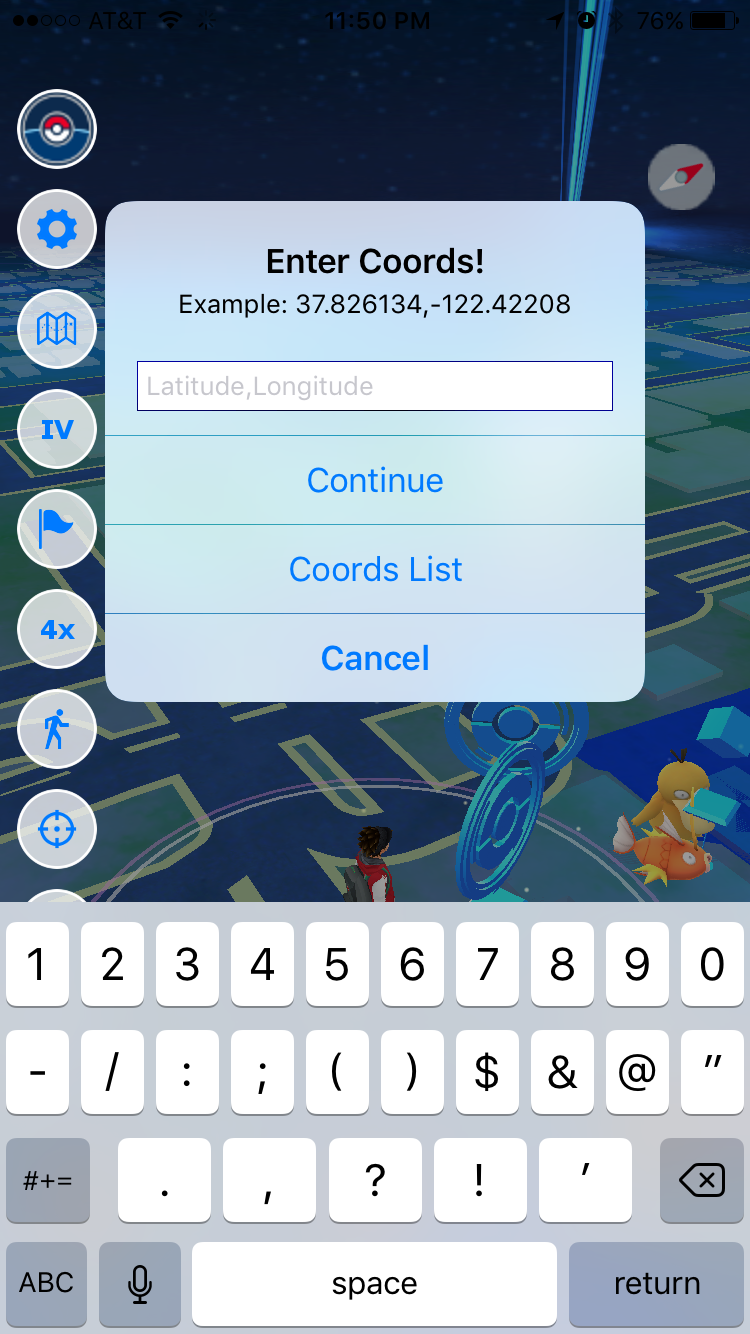 AT&T 11:50 PM 76%
Enter Coords!
Example: 37.826134,-122.42208
Latitude,Longitude
IV
Continue
Coords List
4x
Cancel
1 2 3 4 5 6 7 8 9 0
- / : ; ( ) $ & @ "
#+= . , ? ! '
ABC space return